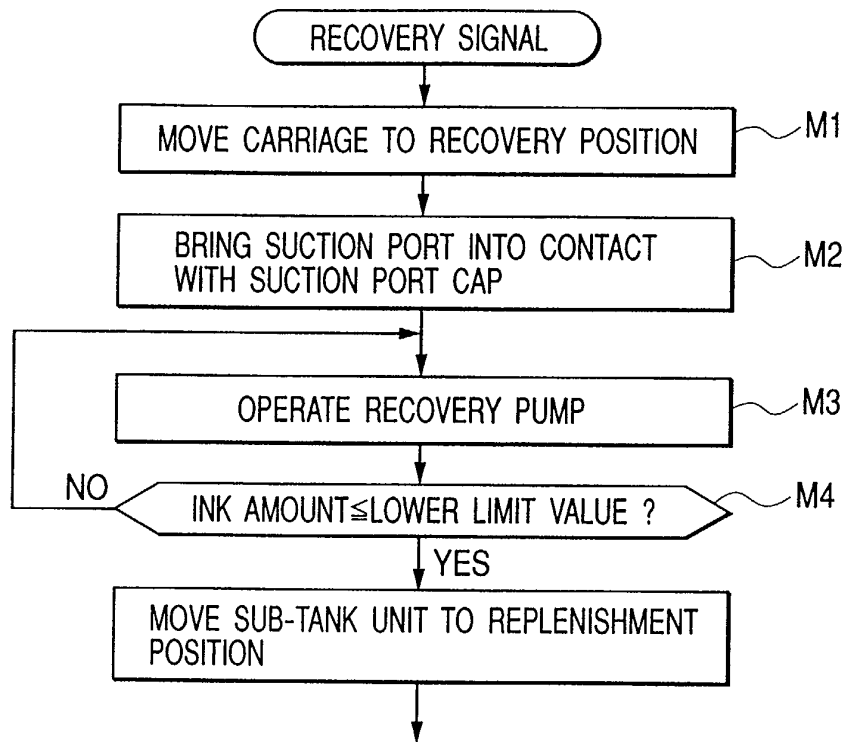 RECOVERY SIGNAL
MOVE CARRIAGE TO RECOVERY POSITION
M1
BRING SUCTION PORT INTO CONTACT
WITH SUCTION PORT CAP
M2
OPERATE RECOVERY PUMP
M3
NO
INK AMOUNT≦LOWER LIMIT VALUE ?
M4
YES
MOVE SUB-TANK UNIT TO REPLENISHMENT
POSITION